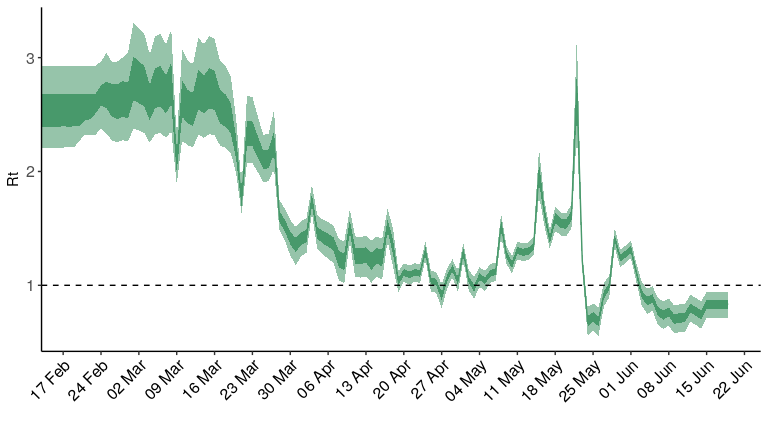 3
2
1
Rt
17 Feb
24 Feb
02 Mar
09 Mar
16 Mar
23 Mar
30 Mar
06 Apr
13 Apr
20 Apr
27 Apr
04 May
11 May
18 May
25 May
01 Jun
08 Jun
15 Jun
22 Jun